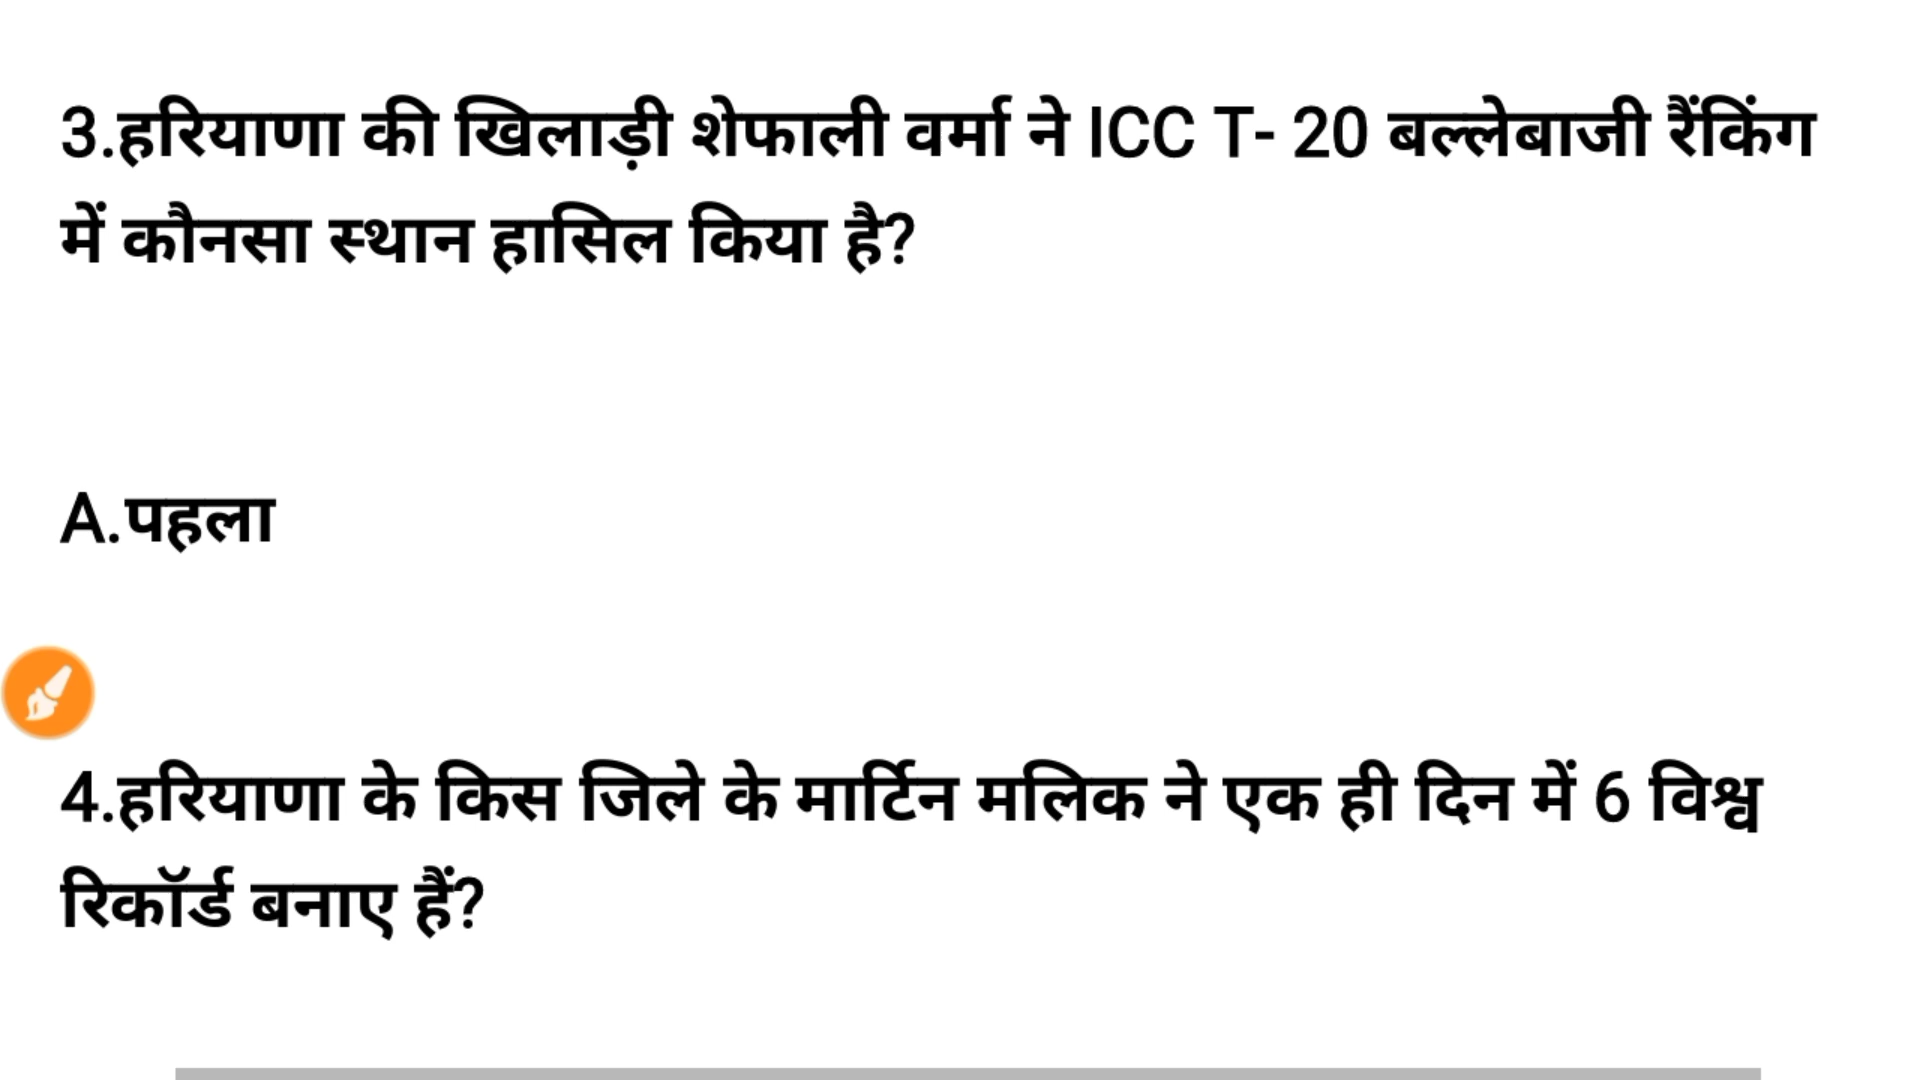 3.हरियाणा की खिलाड़ी शेफाली वर्मा ने ICC T- 20 बल्लेबाजी रैंकिंग
में कौनसा स्थान हासिल किया है?
A.पहला
4.हरियाणा के किस जिले के मार्टिन मलिक ने एक ही दिन में 6 विश्व
रिकॉर्ड बनाए हैं?